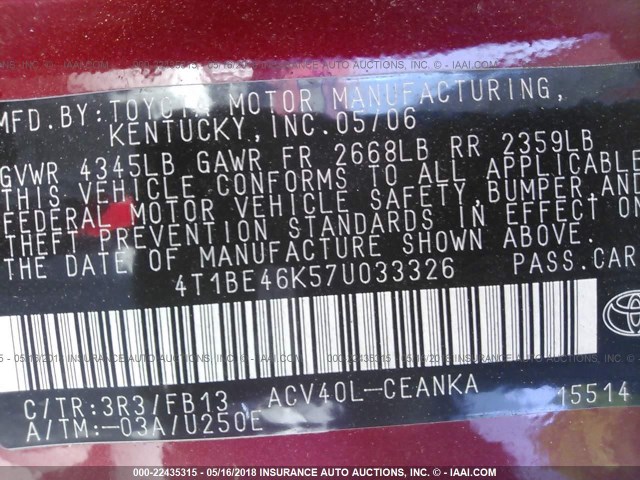 MFD. BY: TOYOTA MOTOR MANUFACTURING,
KENTUCKY, INC. 05/06
GVWR 4345LB GAWR FR 2668LB RR 2359LB
THIS VEHICLE CONFORMS TO ALL APPLICABLE
FEDERAL MOTOR VEHICLE SAFETY, BUMPER, AND
THEFT PREVENTION STANDARDS IN EFFECT ON
THE DATE OF MANUFACTURE SHOWN ABOVE.
4T1BE46K57U033326 PASS. CAR
C/TR:3R3/FB13 ACV40L-CEANKA 15514
A/TM:-03A/U250E
000-22435315 - 05/16/2018 INSURANCE AUTO AUCTIONS, INC. - © - IAAI.COM